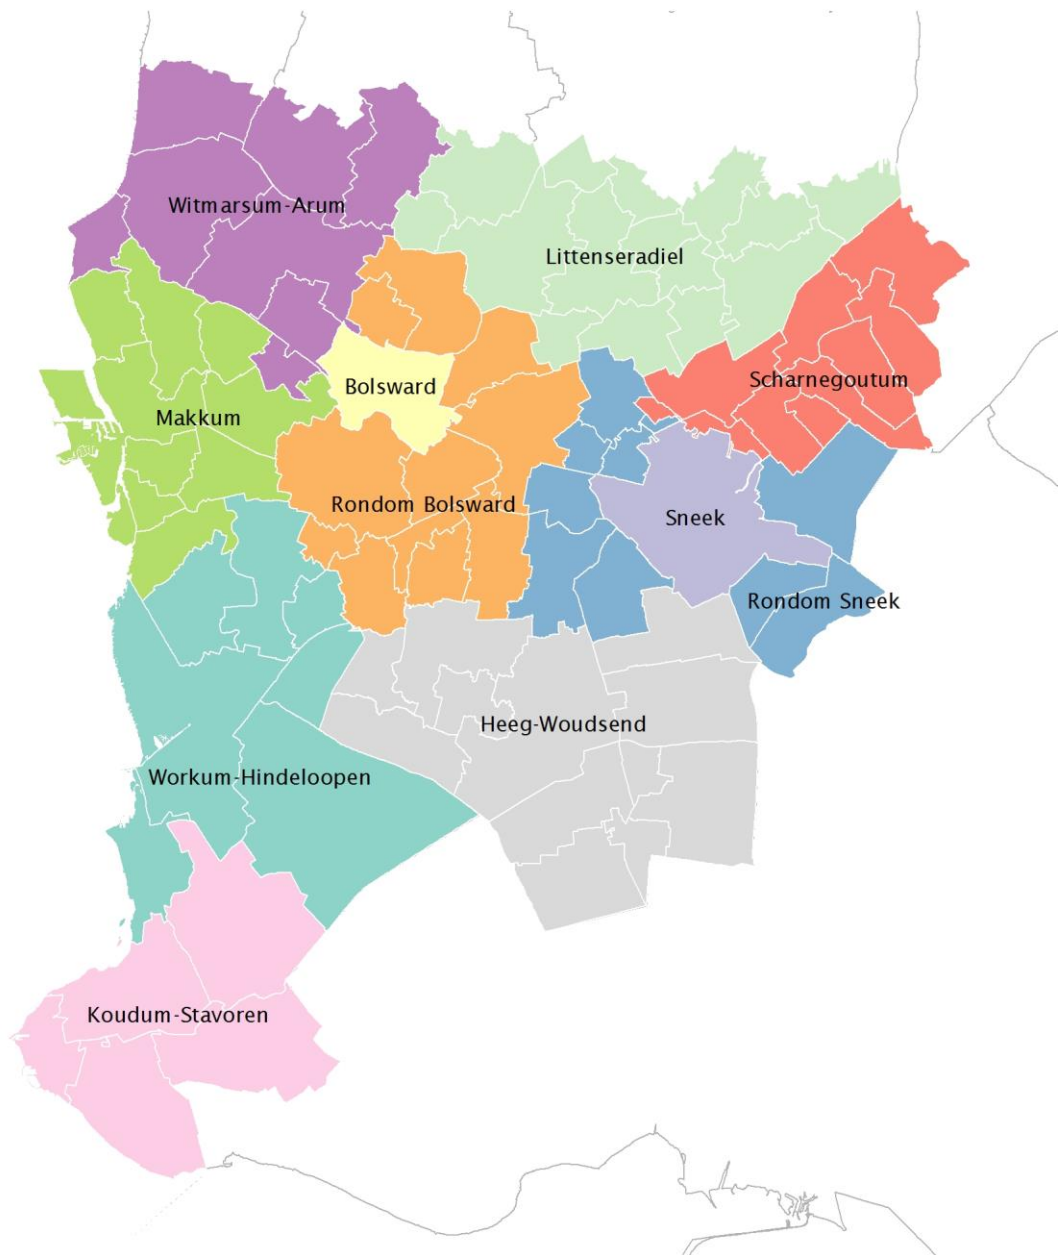 Witmarsum-Arum
Littenseradiel
Scharnegoutum
Bolsward
Makkum
Rondom Bolsward
Sneek
Rondom Sneek
Heeg-Woudsend
Workum-Hindeloopen
Koudum-Stavoren